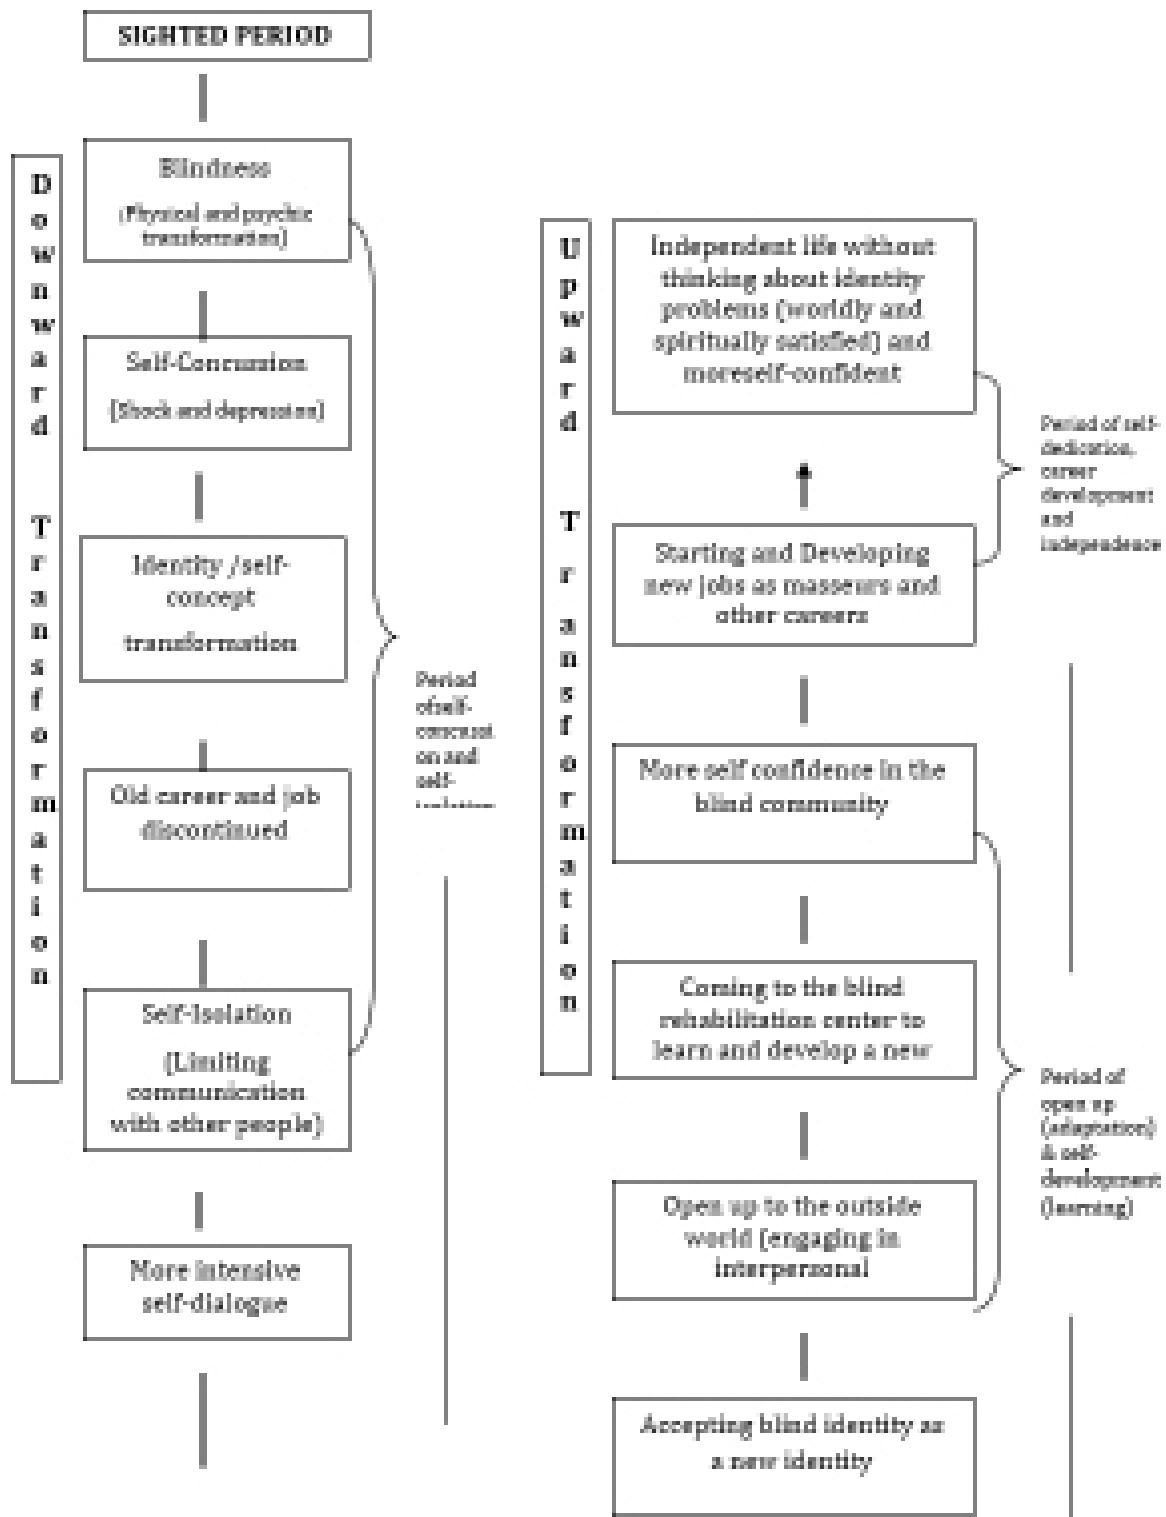 SIGHTED PERIOD
Downward Transformation
Blindness
(Physical and psychic
transformation)
Self-Concussion
(Shock and depression)
Identity /self-
concept
transformation
Old career and job
discontinued
Self-Isolation
(Limiting
communication
with other people)
More intensive
self-dialogue
Period
ofself-
concussi
on and
self-
Upward Transformation
Independent life without
thinking about identity
problems (worldly and
spiritually satisfied) and
moreself-confident
Starting and Developing
new jobs as masseurs and
other careers
More self confidence in the
blind community
Coming to the blind
rehabilitation center to
learn and develop a new
Open up to the outside
world (engaging in
interpersonal
Accepting blind identity as
a new identity
Period of self-
dedication,
career
development
and
independence
Period of
open up
(adaptation)
& self-
development
(learning)